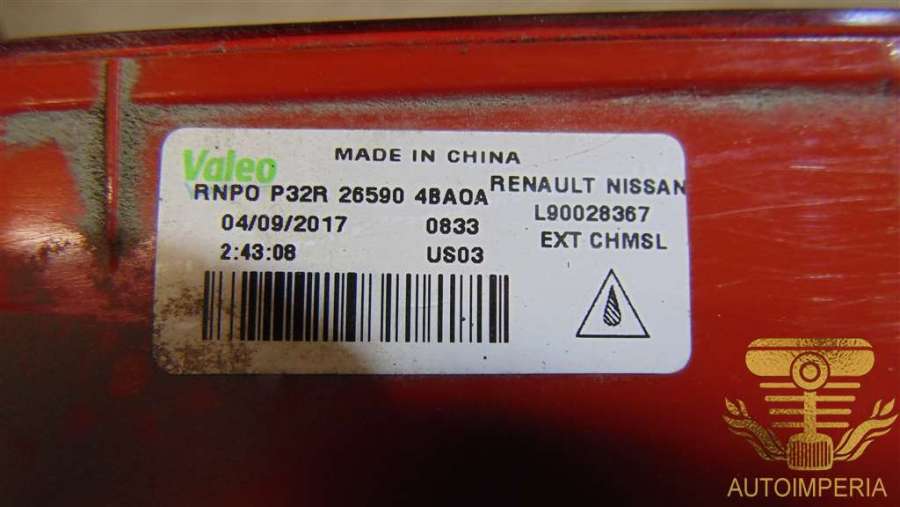 Valeo
MADE IN CHINA
RNPO P32R 26590 4BA0A
RENAULT NISSAN
04/09/2017 0833
L90028367
2:43:08 US03
EXT CHMSL
AUTOIMPERIA